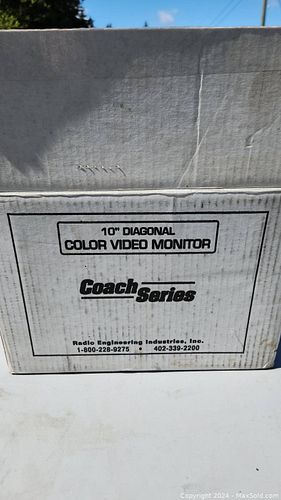 10" DIAGONAL
COLOR VIDEO MONITOR
Coach
Series
Radio Engineering Industries, Inc.
1-800-228-9275 • 402-339-2200
Copyright 2024 - MaxSold.com